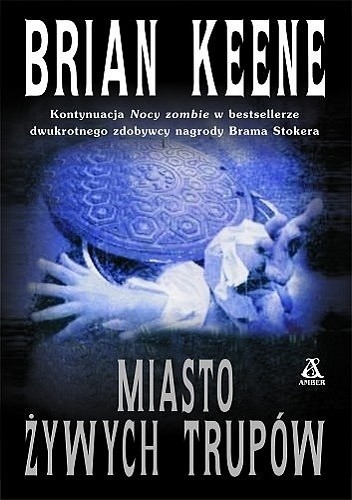 BRIAN KEENE
Kontynuacja Nocy zombie w bestsellerze
dwukrotnego zdobywcy nagrody Brama Stokera
AMBER
MIASTO
ŻYWYCH TRUPÓW